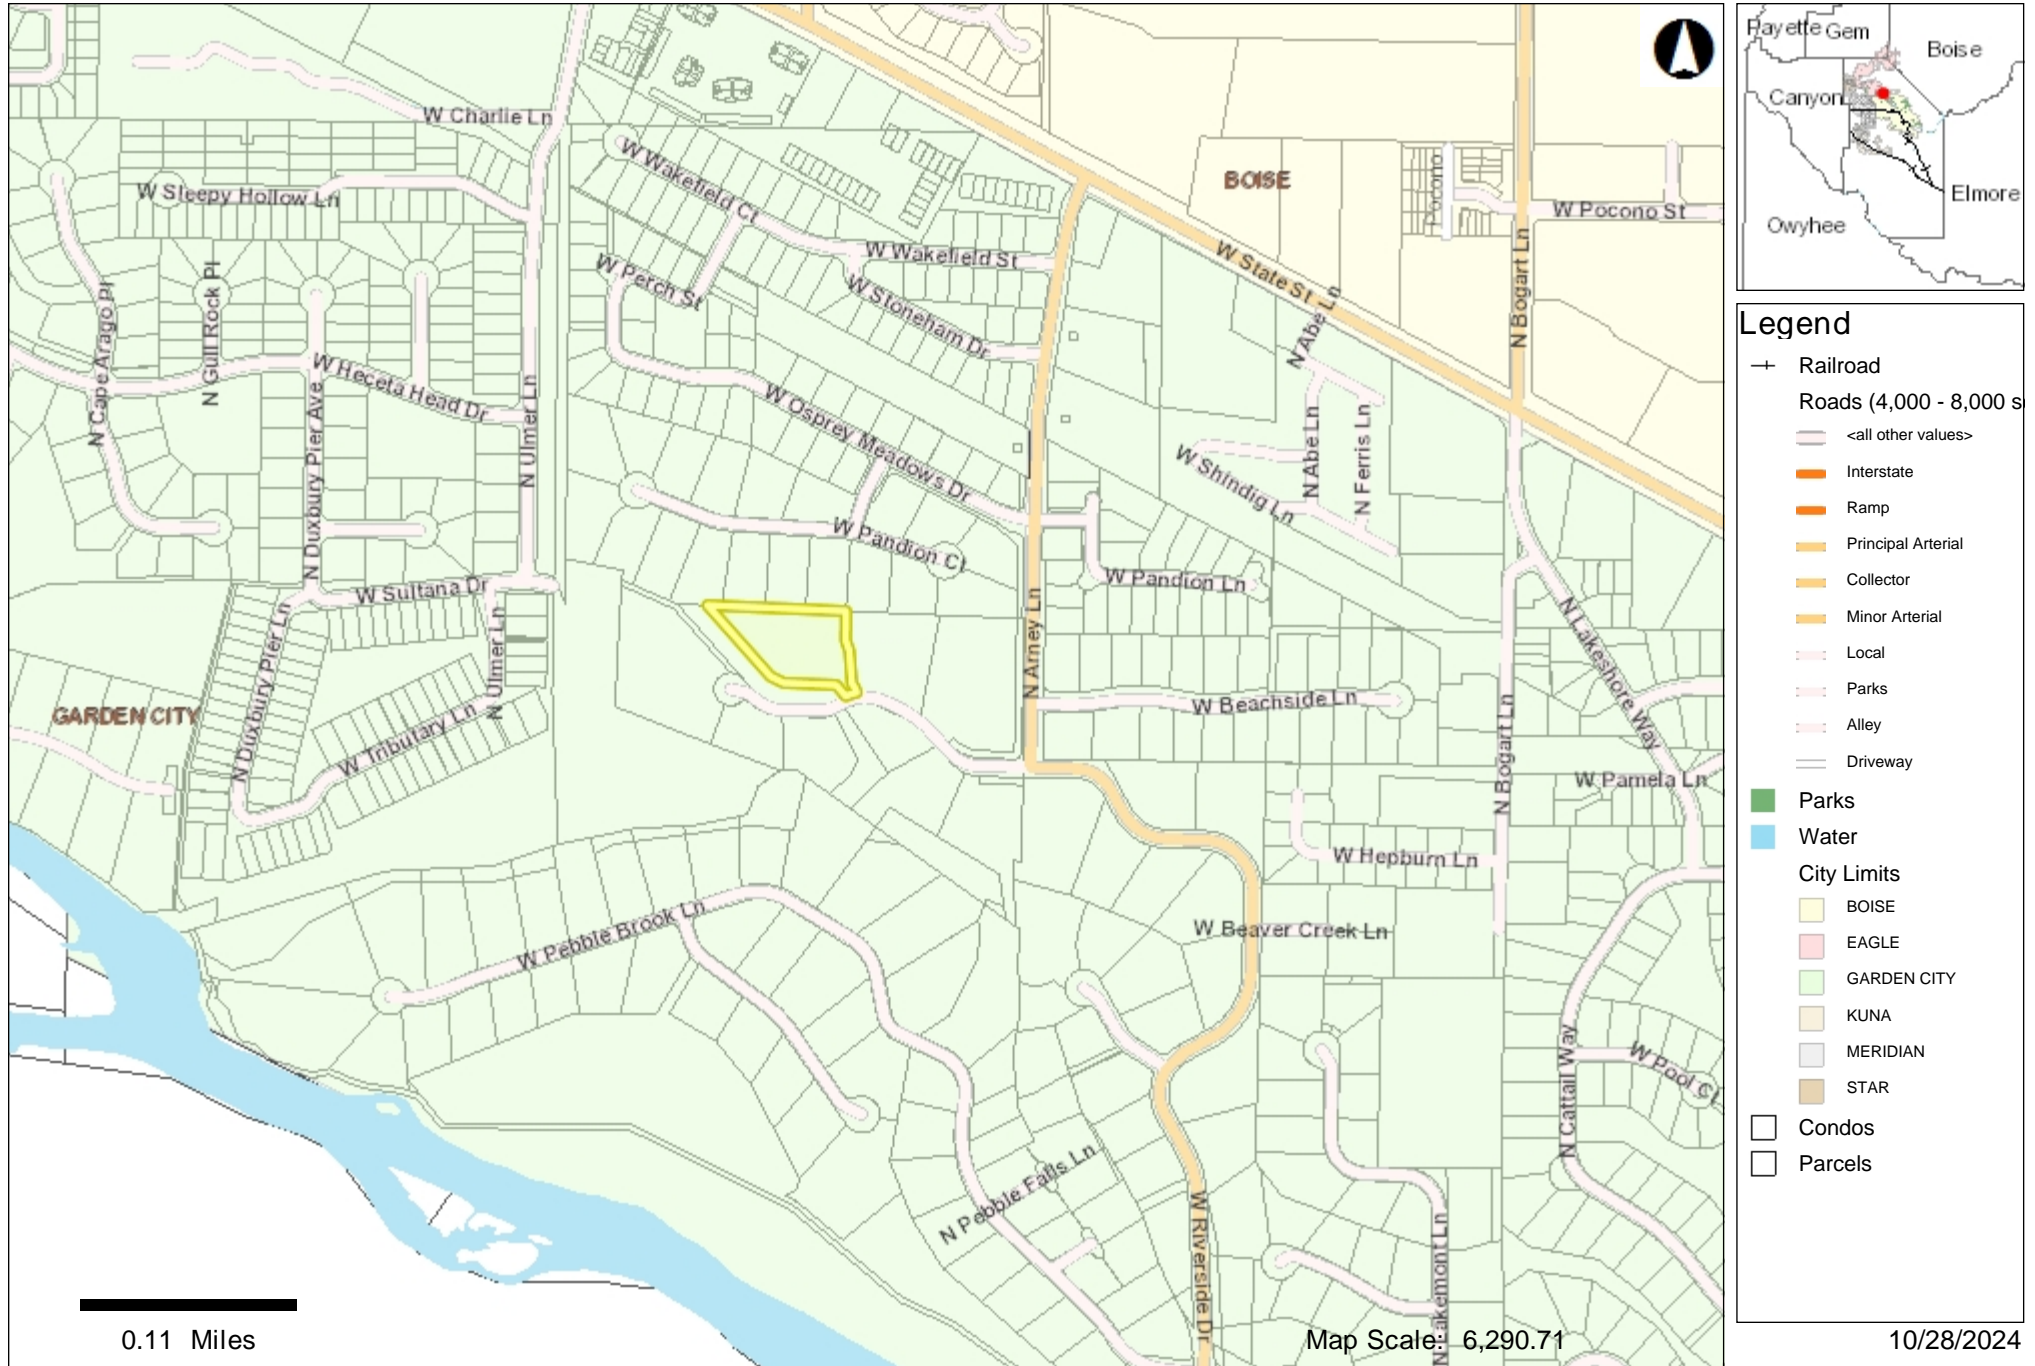 W Charlie Ln
W Sleepy Hollow Ln
N Cape Arago Pl
N Gull Rock Pl
W Heceta Head Dr
N Duxbury Pier Ave
N Ulmer Ln
W Wakefield Ct
W Wakefield St
W Perch St
W Stoneham Dr
W Osprey Meadows Dr
W Pandion Ct
W Pandion Ln
BOISE
Pocono
W Pocono St
N Bogart Ln
W State St
N Abe Ln
N Abe Ln
N Ferris Ln
W Shindig Ln
W Sultana Dr
N Duxbury Pier Ln
N Ulmer Ln
W Tributary Ln
GARDEN CITY
N Arney Ln
W Beachside Ln
N Bogart Ln
N Lakeshore Way
W Pamela Ln
W Hepburn Ln
W Beaver Creek Ln
W Pebble Brook Ln
N Pebble Falls Ln
W Riverside Dr
N Lakemont Ln
N Cattail Way
W Pool Ct
0.11 Miles
Map Scale: 6,290.71
Payette
Gem
Boise
Canyon
Elmore
Owyhee
Legend
Railroad
Roads (4,000 - 8,000 s
<all other values>
Interstate
Ramp
Principal Arterial
Collector
Minor Arterial
Local
Parks
Alley
Driveway
Parks
Water
City Limits
BOISE
EAGLE
GARDEN CITY
KUNA
MERIDIAN
STAR
Condos
Parcels
10/28/2024